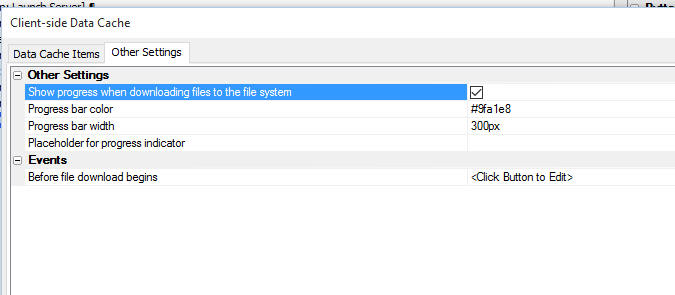 n: Launch Server] ¶
Client-side Data Cache
Data Cache Items Other Settings
Other Settings
Show progress when downloading files to the file system
Progress bar color #9fa1e8
Progress bar width 300px
Placeholder for progress indicator
Events
Before file download begins <Click Button to Edit>